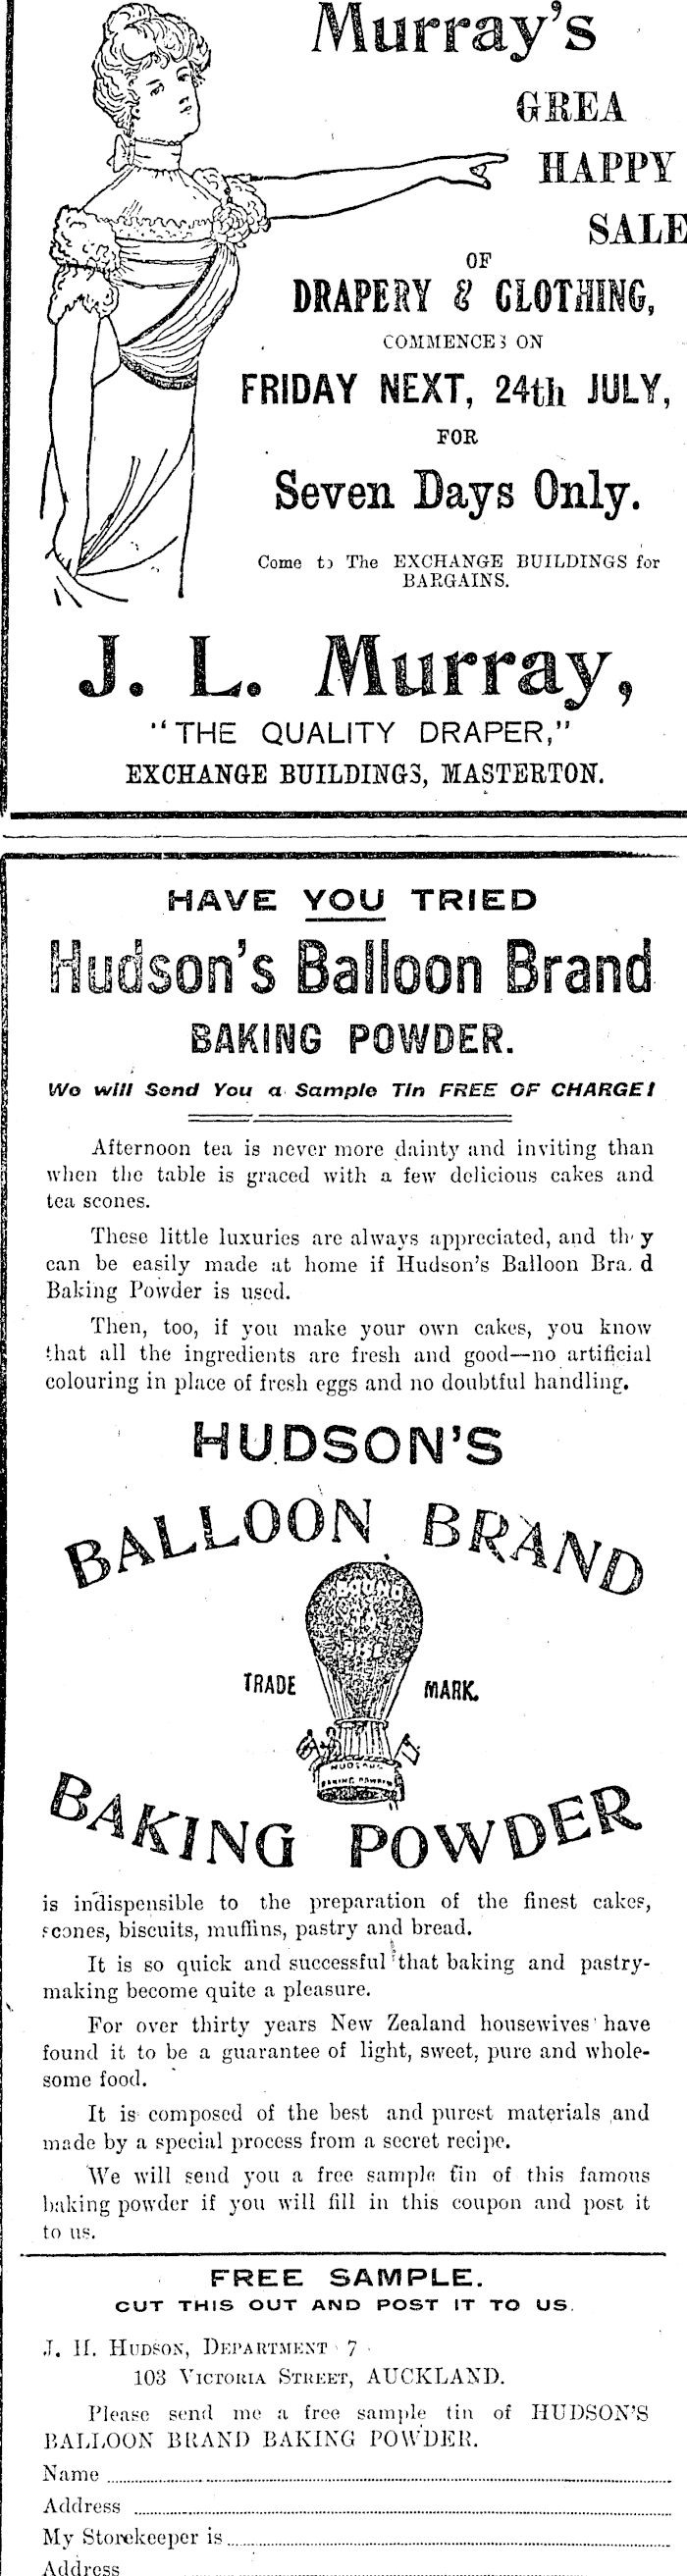 Murray's
GREA
HAPPY
SALE
OF
DRAPERY & CLOTHING,
COMMENCES ON
FRIDAY NEXT, 24th JULY,
FOR
Seven Days Only.
Come to The EXCHANGE BUILDINGS for
BARGAINS.
J. L. Murray,
"THE QUALITY DRAPER,"
EXCHANGE BUILDINGS, MASTERTON.
HAVE YOU TRIED
Hudson's Balloon Brand
BAKING POWDER.
We will Send You a Sample Tin FREE OF CHARGE!
Afternoon tea is never more dainty and inviting than
when the table is graced with a few delicious cakes and
tea scones.
These little luxuries are always appreciated, and they
can be easily made at home if Hudson's Balloon Bra d
Baking Powder is used.
Then, too, if you make your own cakes, you know
that all the ingredients are fresh and good—no artificial
colouring in place of fresh eggs and no doubtful handling.
HUDSON'S
BALLOON BRAND
TRADE MARK.
HUDSONS
BAKING POWDER
BAKING POWDER
is indispensible to the preparation of the finest cakes,
scones, biscuits, muffins, pastry and bread.
It is so quick and successful that baking and pastry-
making become quite a pleasure.
For over thirty years New Zealand housewives have
found it to be a guarantee of light, sweet, pure and whole-
some food.
It is composed of the best and purest materials and
made by a special process from a secret recipe.
We will send you a free sample tin of this famous
baking powder if you will fill in this coupon and post it
to us.
FREE SAMPLE.
CUT THIS OUT AND POST IT TO US.
J. H. HUDSON, DEPARTMENT 7
103 VICTORIA STREET, AUCKLAND.
Please send me a free sample tin of HUDSON'S
BALLOON BRAND BAKING POWDER.
Name
Address
My Storekeeper is
Address